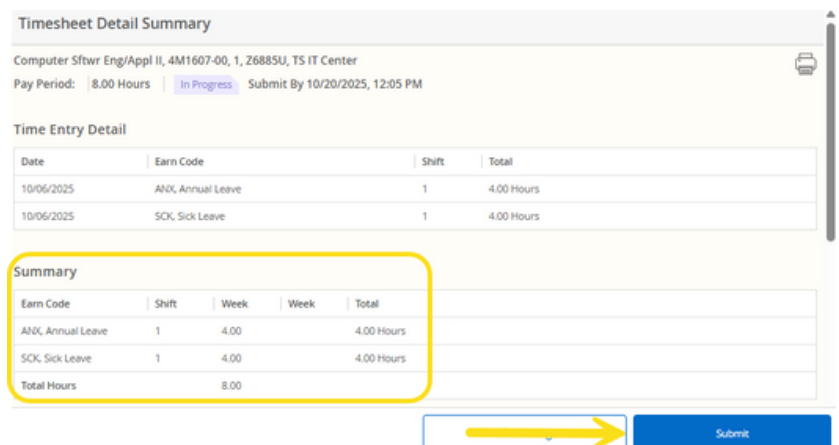 Timesheet Detail Summary
Computer Sftwr Eng/Appl II, 4M1607-00, 1, Z6885U, TS IT Center
Pay Period: 8.00 Hours In Progress Submit By 10/20/2025, 12:05 PM
Time Entry Detail
Date Earn Code Shift Total
10/06/2025 ANX, Annual Leave 1 4.00 Hours
10/06/2025 SCK, Sick Leave 1 4.00 Hours
Summary
Earn Code Shift Week Week Total
ANX, Annual Leave 1 4.00 4.00 Hours
SCK, Sick Leave 1 4.00 4.00 Hours
Total Hours 8.00
Submit